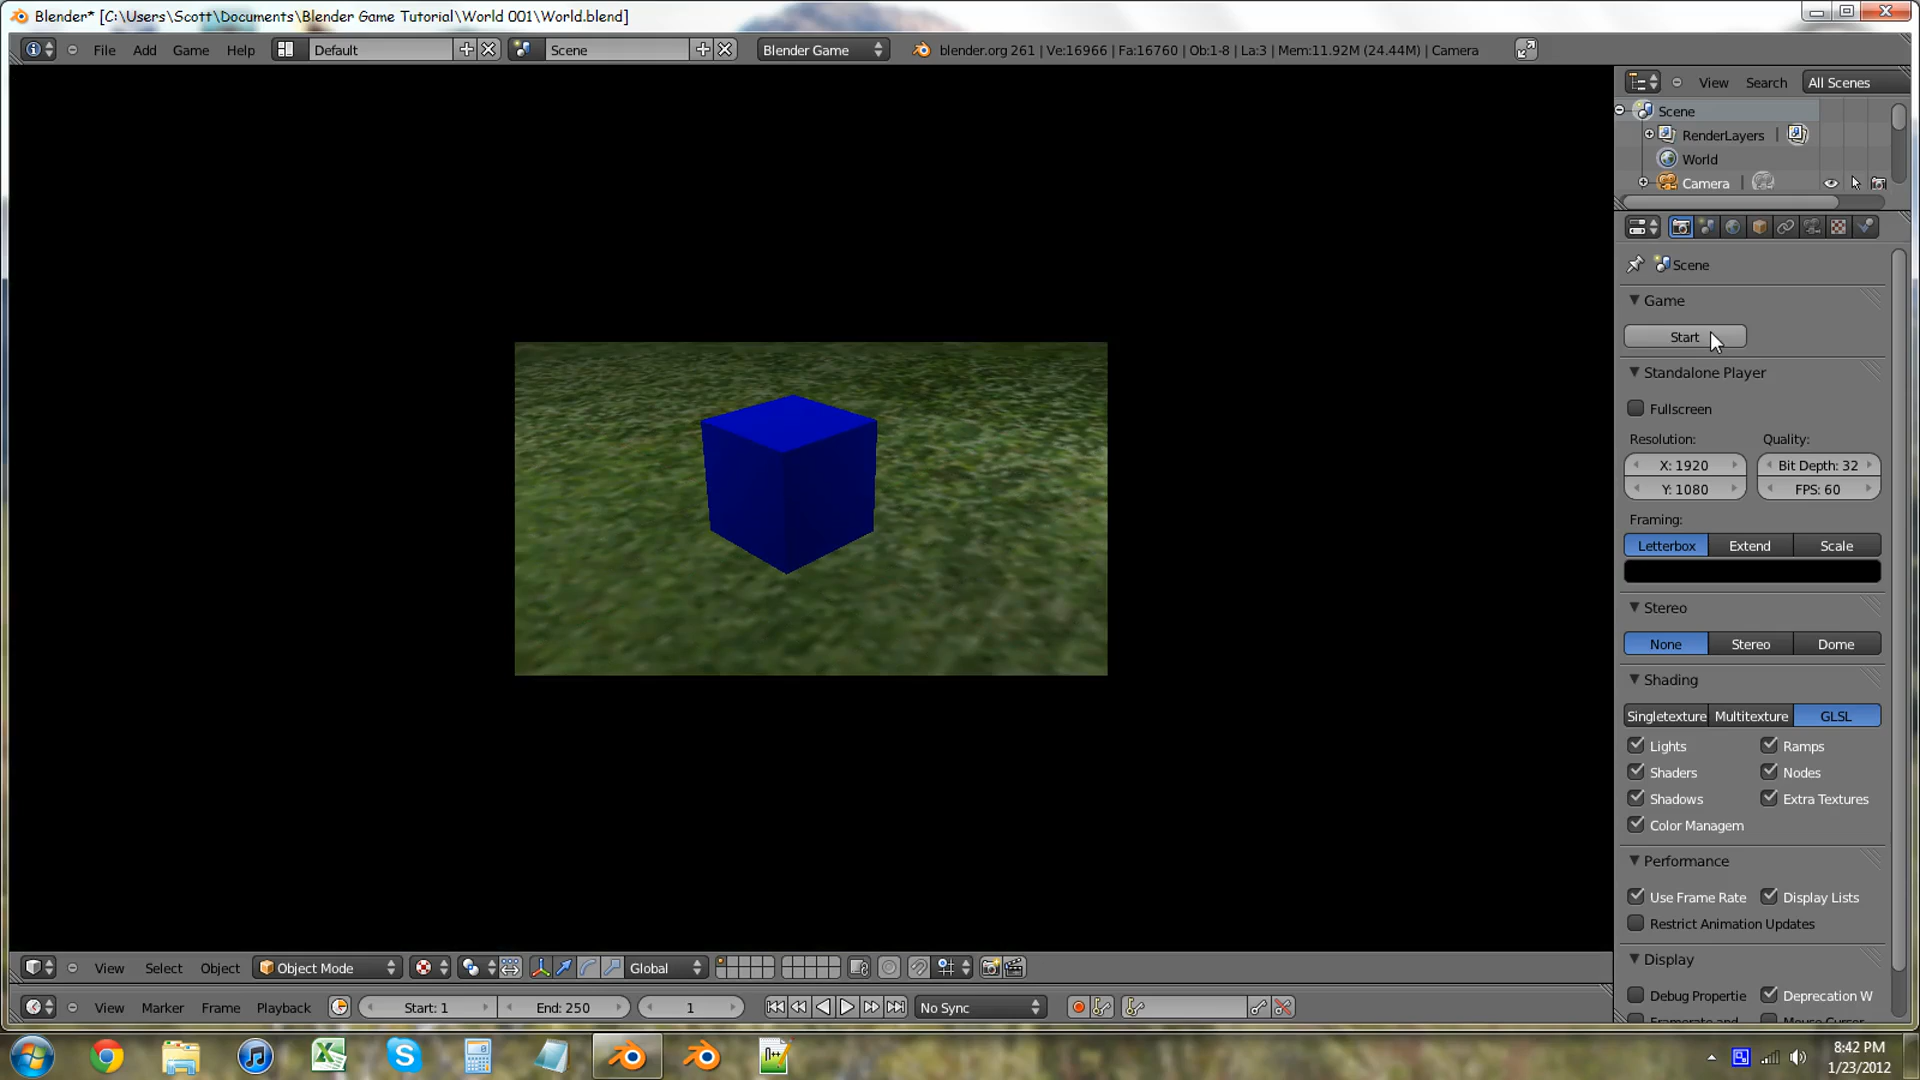 Blender* [C:\Users\Scott\Documents\Blender Game Tutorial\World 001\World.blend]
File Add Game Help Default Scene Blender Game blender.org 261 | Ve:16966 | Fa:16760 | Ob:1-8 | La:3 | Mem:11.92M (24.44M) | Camera
View Search All Scenes
Scene
RenderLayers
World
Camera
Scene
Game
Start
Standalone Player
Fullscreen
Resolution: Quality:
X: 1920 Bit Depth: 32
Y: 1080 FPS: 60
Framing:
Letterbox Extend Scale
Stereo
None Stereo Dome
Shading
Singletexture Multitexture GLSL
Lights Ramps
Shaders Nodes
Shadows Extra Textures
Color Managem
Performance
Use Frame Rate Display Lists
Restrict Animation Updates
Display
Debug Propertie Deprecation W
View Select Object Object Mode Global
View Marker Frame Playback Start: 1 End: 250 1 No Sync
8:42 PM
1/23/2012